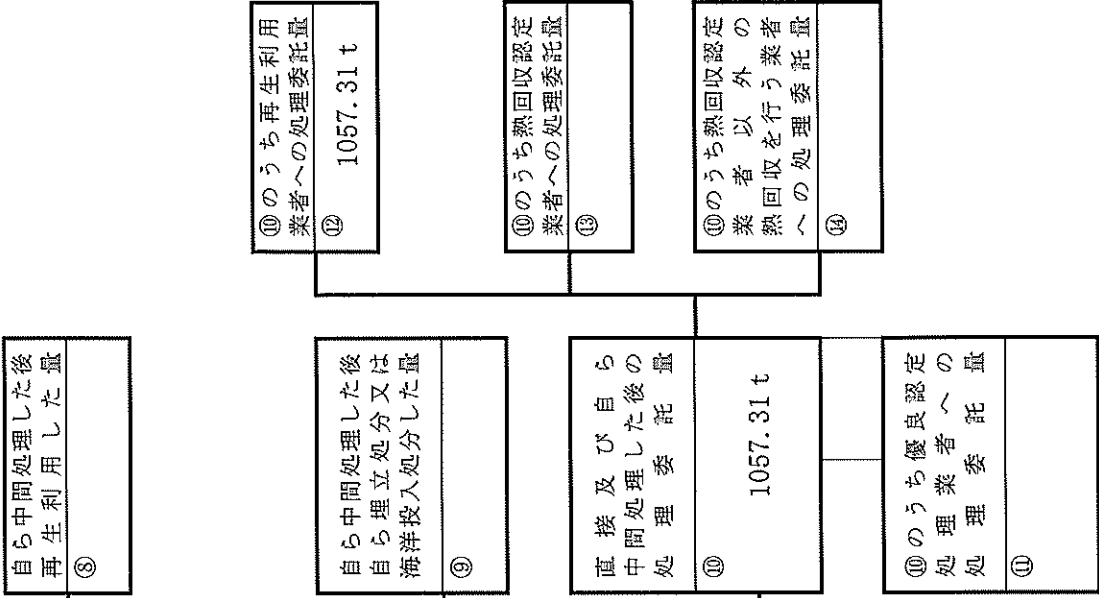 自ら中間処理した後
再生利用した量
⑧
自ら中間処理した後
自ら埋立処分又は
海洋投入処分した量
⑨
直接及び自ら
中間処理した後の
処理委託量
⑩
1057.31 t
⑩のうち優良認定
処理業者への
処理委託量
⑪
⑩のうち再生利用
業者への処理委託量
⑫
1057.31 t
⑩のうち熱回収認定
業者への処理委託量
⑬
⑩のうち熱回収認定
業者以外の
熱回収を行う業者
への処理委託量
⑭